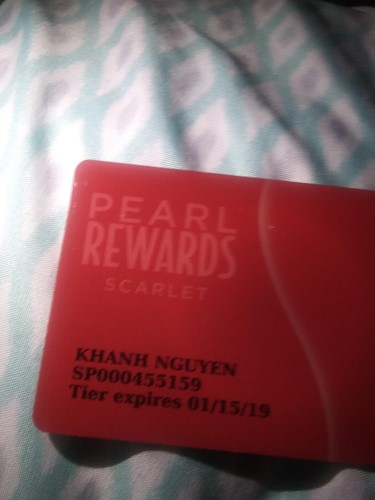 PEARL
REWARDS
SCARLET
KHANH NGUYEN
SP000455159
Tier expires 01/15/19